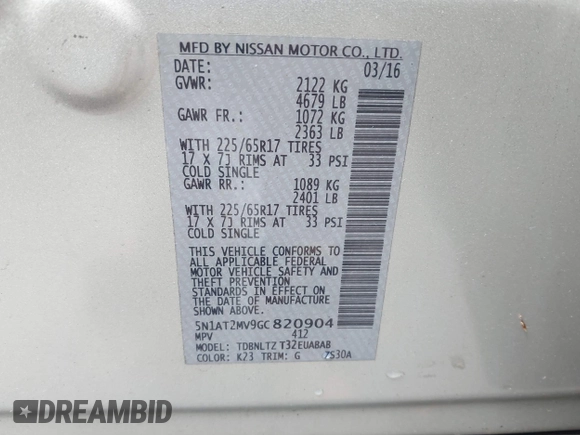 MFD BY NISSAN MOTOR CO., LTD.
DATE: 03/16
GVWR: 2122 KG
4679 LB
GAWR FR.: 1072 KG
2363 LB
WITH 225/65R17 TIRES
17 X 7J RIMS AT 33 PSI
COLD SINGLE
GAWR RR.: 1089 KG
2401 LB
WITH 225/65R17 TIRES
17 X 7J RIMS AT 33 PSI
COLD SINGLE
THIS VEHICLE CONFORMS TO
ALL APPLICABLE FEDERAL
MOTOR VEHICLE SAFETY AND
THEFT PREVENTION
STANDARDS IN EFFECT ON
THE DATE OF MANUFACTURE
SHOWN ABOVE.
5N1AT2MV9GC820904
MPV 412
MODEL: TDBNLTZ T32EUABAB
COLOR: K23 TRIM: G 7S30A
DREAMBID